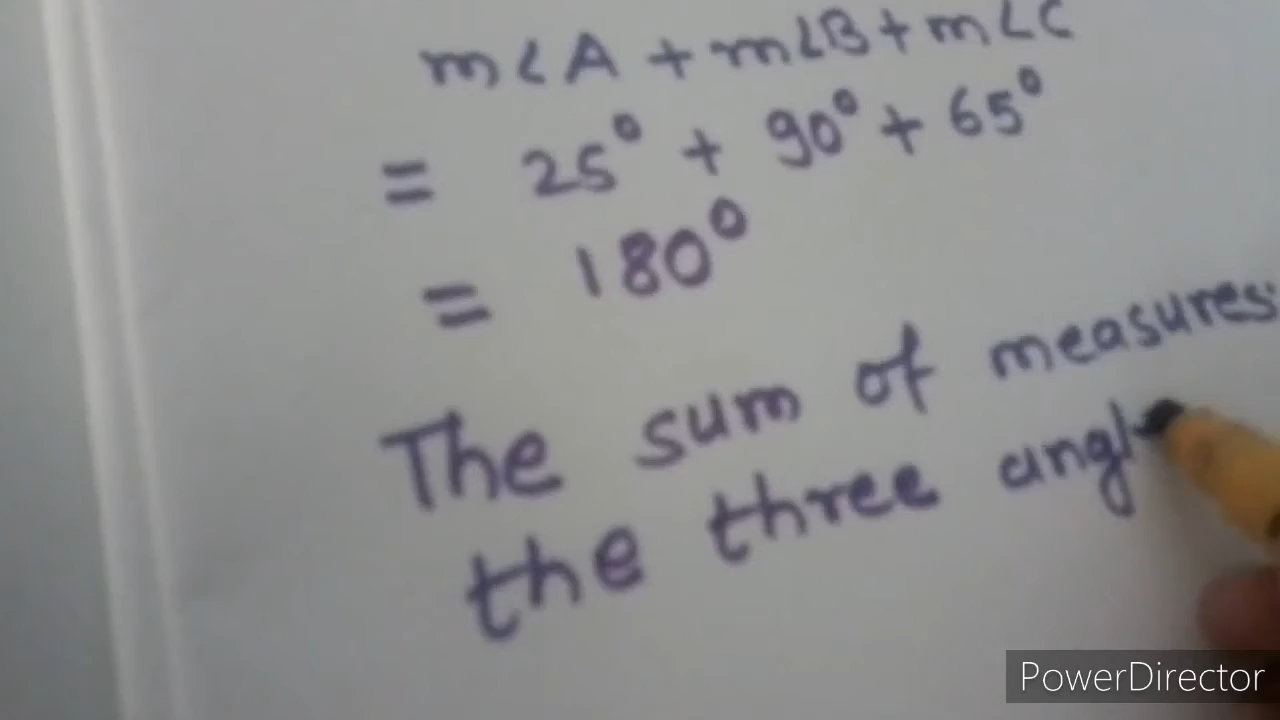 m∠A + m∠B + m∠C
= 25° + 90° + 65°
= 180°
The sum of measures
the three angl
PowerDirector